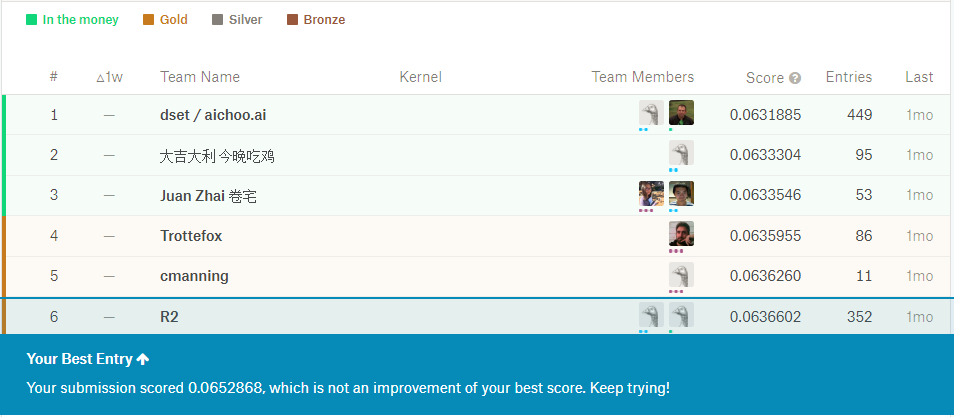 In the money Gold Silver Bronze
# △1w Team Name Kernel Team Members Score ? Entries Last
1 — dset / aichoo.ai 0.0631885 449 1mo
2 — 大吉大利 今晚吃鸡 0.0633304 95 1mo
3 — Juan Zhai 卷宅 0.0633546 53 1mo
4 — Trottefox 0.0635955 86 1mo
5 — cmanning 0.0636260 11 1mo
6 — R2 0.0636602 352 1mo
Your Best Entry ↑
Your submission scored 0.0652868, which is not an improvement of your best score. Keep trying!